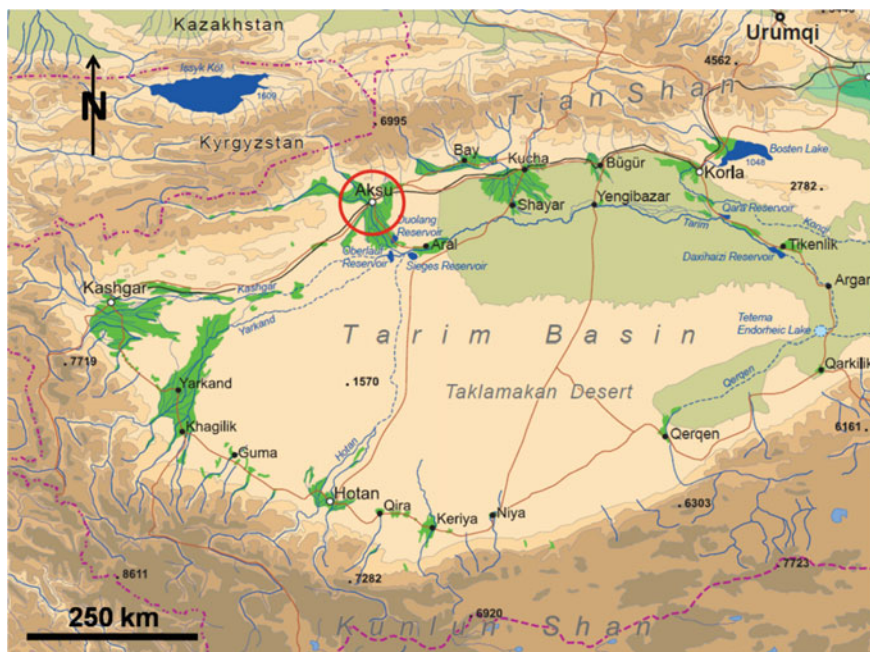 Kazakhstan
Urumqi
4562
Issyk Köl
1609
N
Tian Shan
6995
Kyrgyzstan
Bay
Kucha
Bügür
Bosten Lake
1048
Korla
Aksu
2782
Shayar
Yengibazar
Qara Reservoir
Konqi
Tarim
Duolang
Reservoir
Aral
Tikenlik
Reservoir
Sieges Reservoir
Daxihaizi Reservoir
Kashgar
Kashgar
Argan
Yarkand
Tetema
Endorheic Lake
Tarim Basin
7719
1570
Qarkilik
Yarkand
Taklamakan Desert
Qerqen
Khagilik
6161
Guma
Hotan
Qerqen
Hotan
Qira
Keriya
Niya
6303
8611
7282
7723
6920
250 km
Kunlun Shan